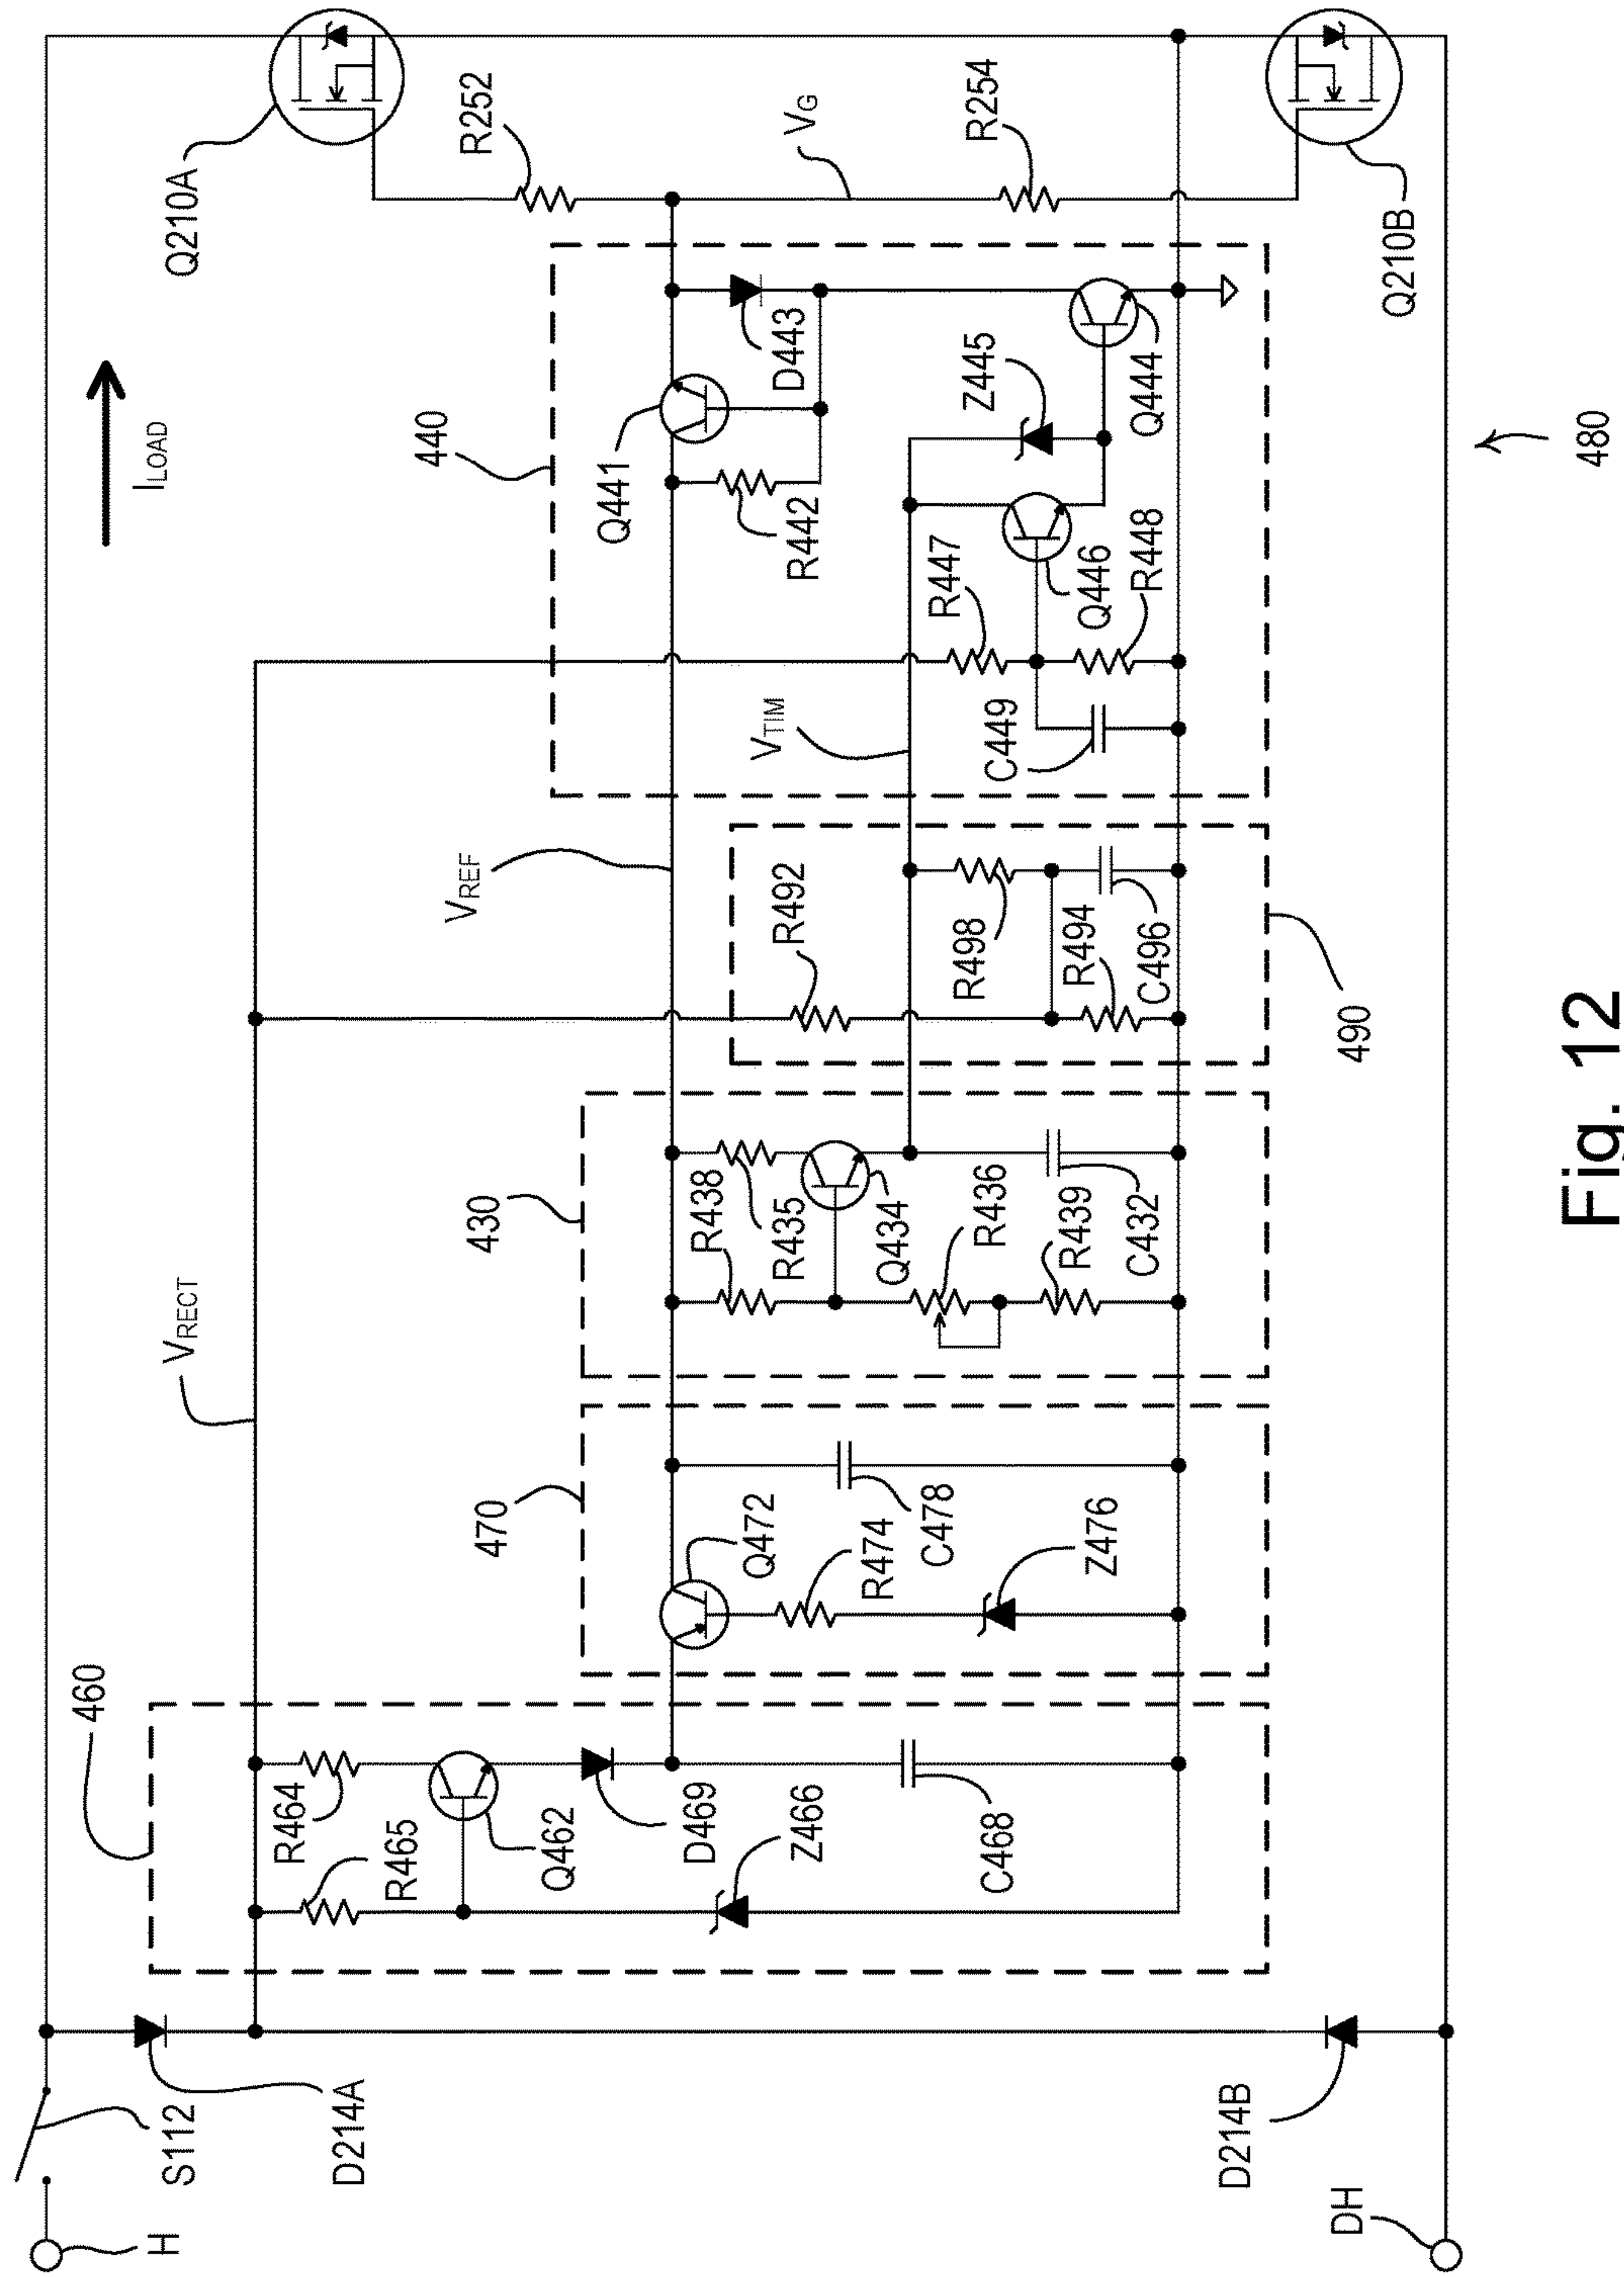 Q210A
R252
VG
R254
Q210B
ILOAD
440
Q441
R442
D443
Z445
Q444
480
R447
Q446
R448
VTIM
C449
VREF
R492
R498
R494
C496
490
VRECT
430
R438
R435
Q434
R436
R439
C432
470
Q472
R474
C478
Z476
460
R464
R465
Q462
D469
Z466
C468
S112
D214A
D214B
H
DH
Fig. 12